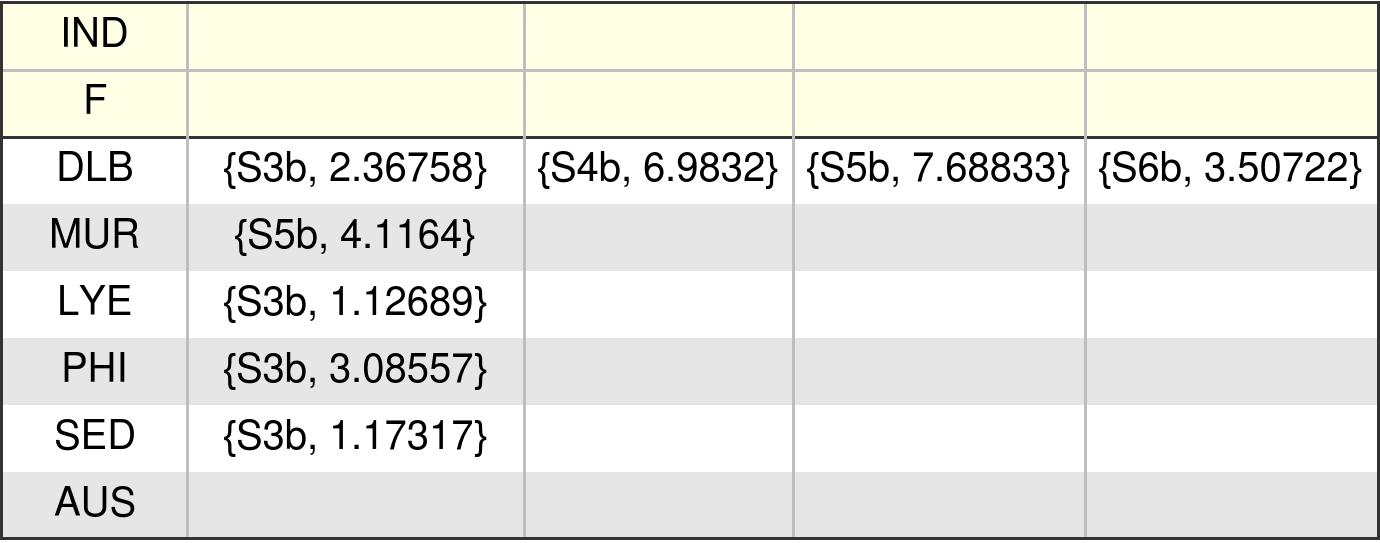 IND
F
DLB {S3b, 2.36758} {S4b, 6.9832} {S5b, 7.68833} {S6b, 3.50722}
MUR {S5b, 4.1164}
LYE {S3b, 1.12689}
PHI {S3b, 3.08557}
SED {S3b, 1.17317}
AUS